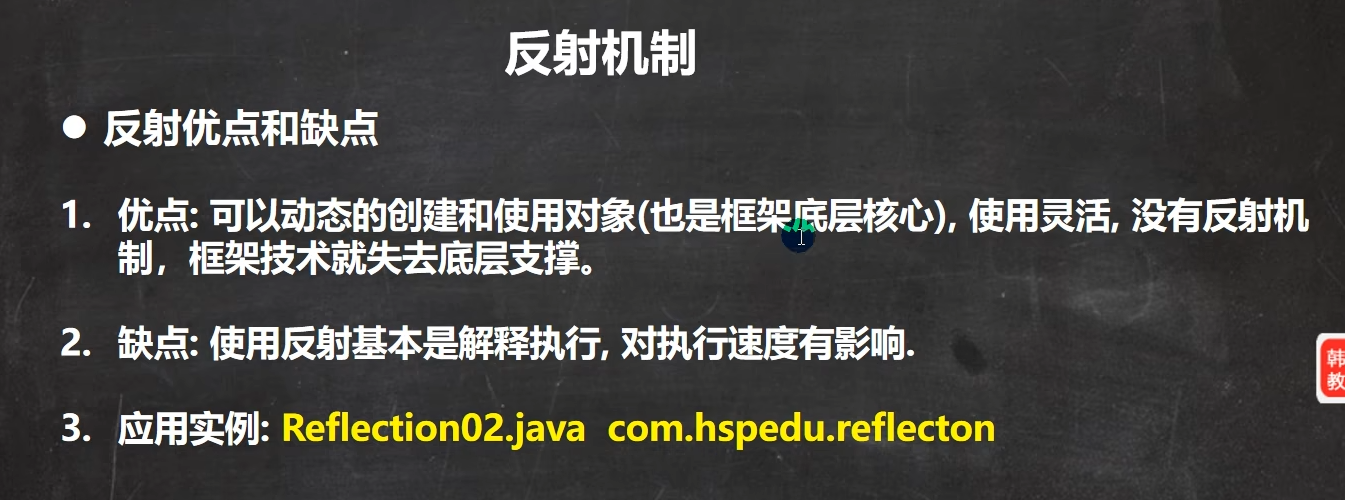 反射机制
● 反射优点和缺点
1. 优点: 可以动态的创建和使用对象(也是框架底层核心), 使用灵活, 没有反射机
制，框架技术就失去底层支撑。
2. 缺点: 使用反射基本是解释执行, 对执行速度有影响.
3. 应用实例: Reflection02.java com.hspedu.reflecton
韩
教